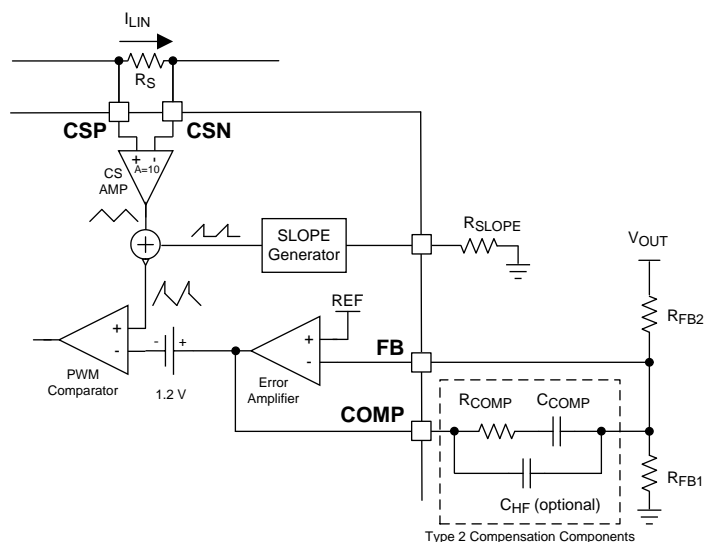 I_LIN
R_S
CSP
CSN
+ -
A=10
CS
AMP
+
SLOPE
Generator
R_SLOPE
V_OUT
REF
R_FB2
+
-
PWM
Comparator
- +
1.2 V
+
-
Error
Amplifier
FB
COMP
R_COMP
C_COMP
C_HF (optional)
R_FB1
Type 2 Compensation Components